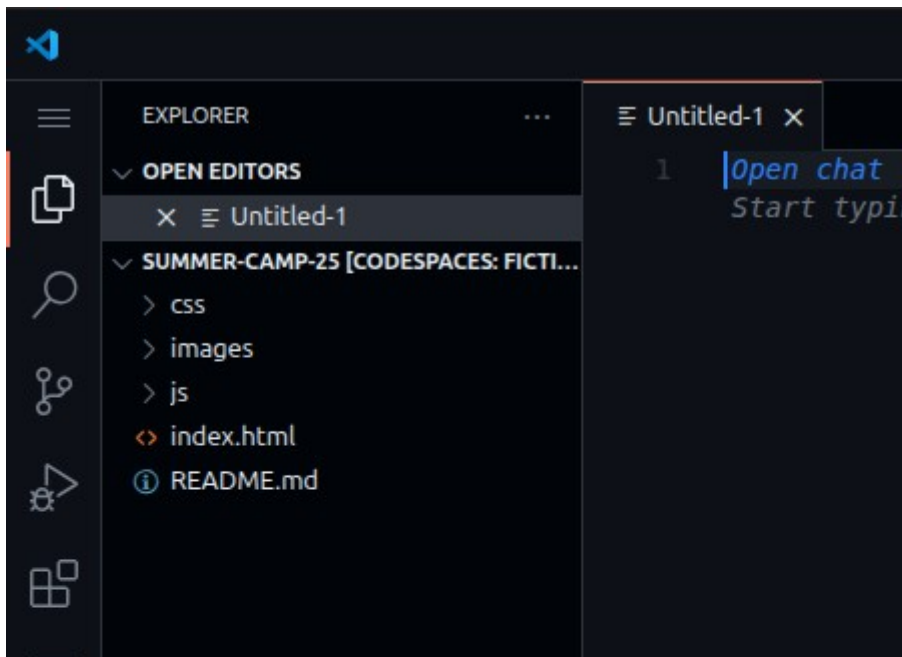 EXPLORER ...
OPEN EDITORS
Untitled-1
SUMMER-CAMP-25 [CODESPACES: FICTI...
css
images
js
index.html
README.md
Untitled-1
1 Open chat
Start typi